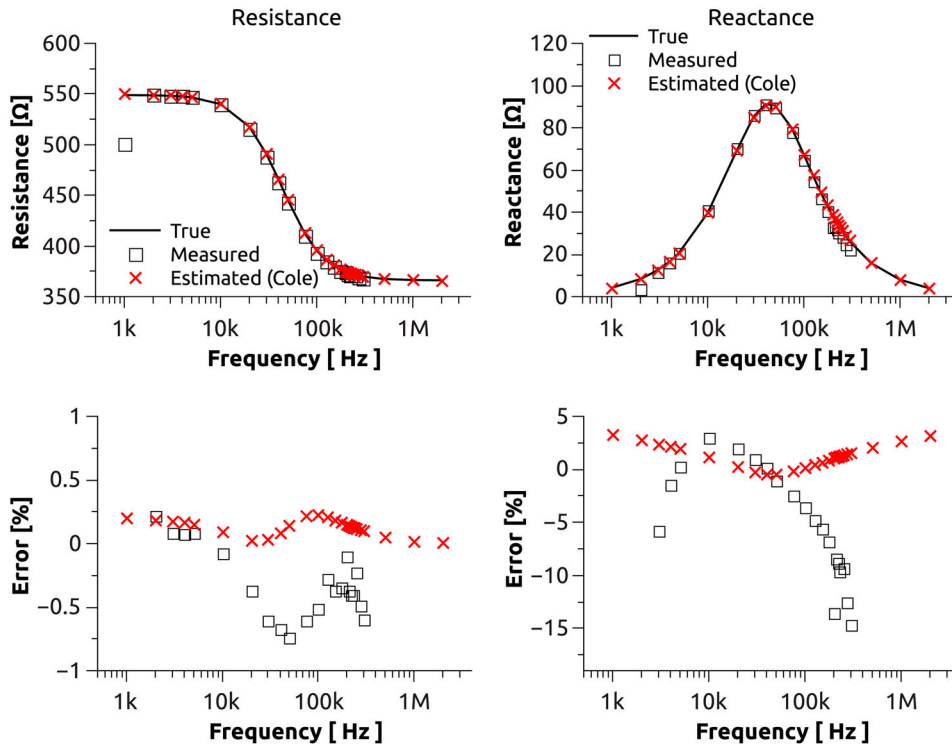 Resistance
600
550
500
450
400
350
Resistance [Ω]
True
Measured
Estimated (Cole)
1k
10k
100k
1M
Frequency [ Hz ]
Reactance
120
100
80
60
40
20
0
Reactance [Ω]
True
Measured
Estimated (Cole)
1k
10k
100k
1M
Frequency [ Hz ]
1
0.5
0
−0.5
−1
Error [%]
1k
10k
100k
1M
Frequency [ Hz ]
5
0
−5
−10
−15
Error [%]
1k
10k
100k
1M
Frequency [ Hz ]